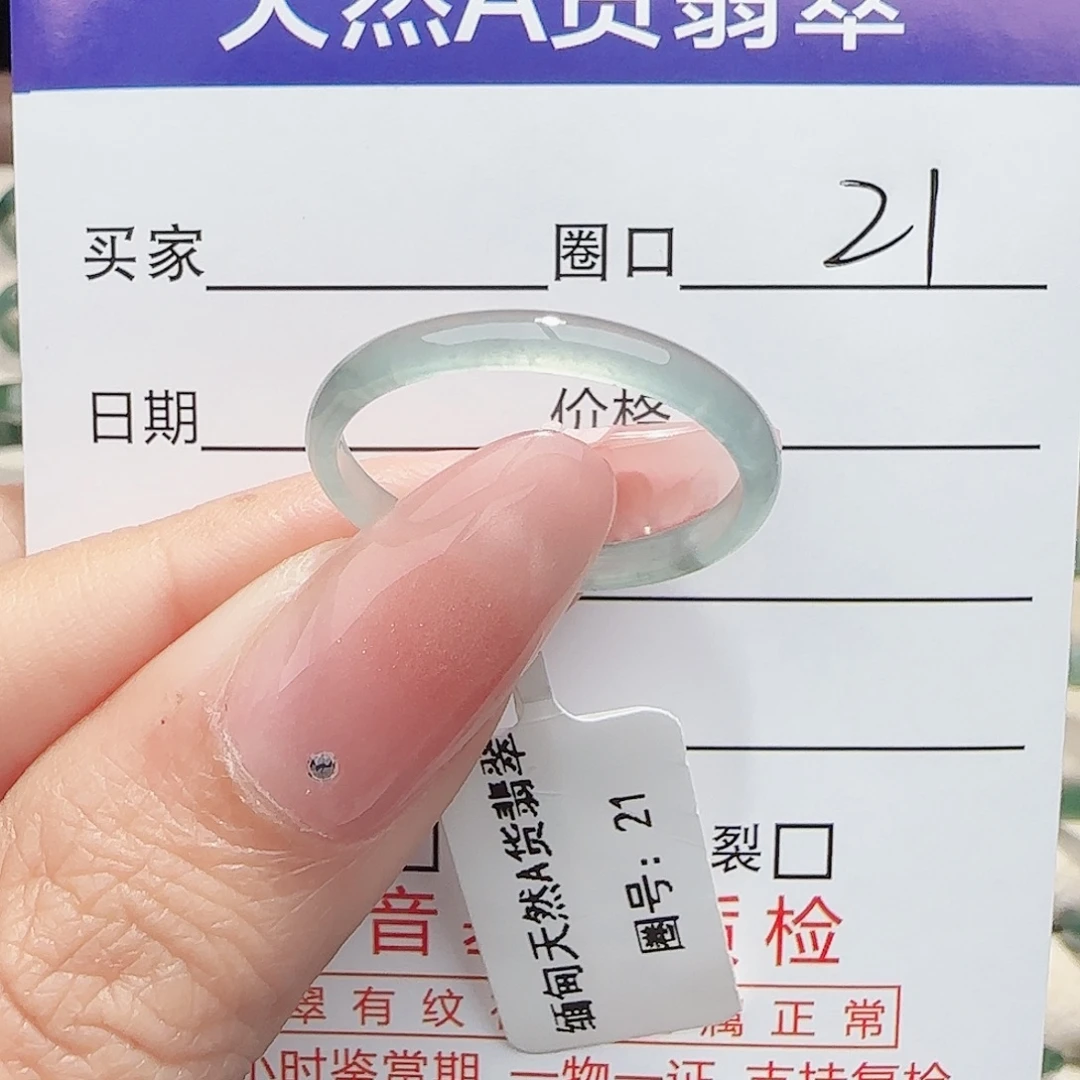 天然A货翡翠
买家 圈口 21
日期 价格
裂
音 质检
翠有纹 属正常
小时鉴赏期 一物一证 支持复检
缅甸天然A货翡翠
圈号：21